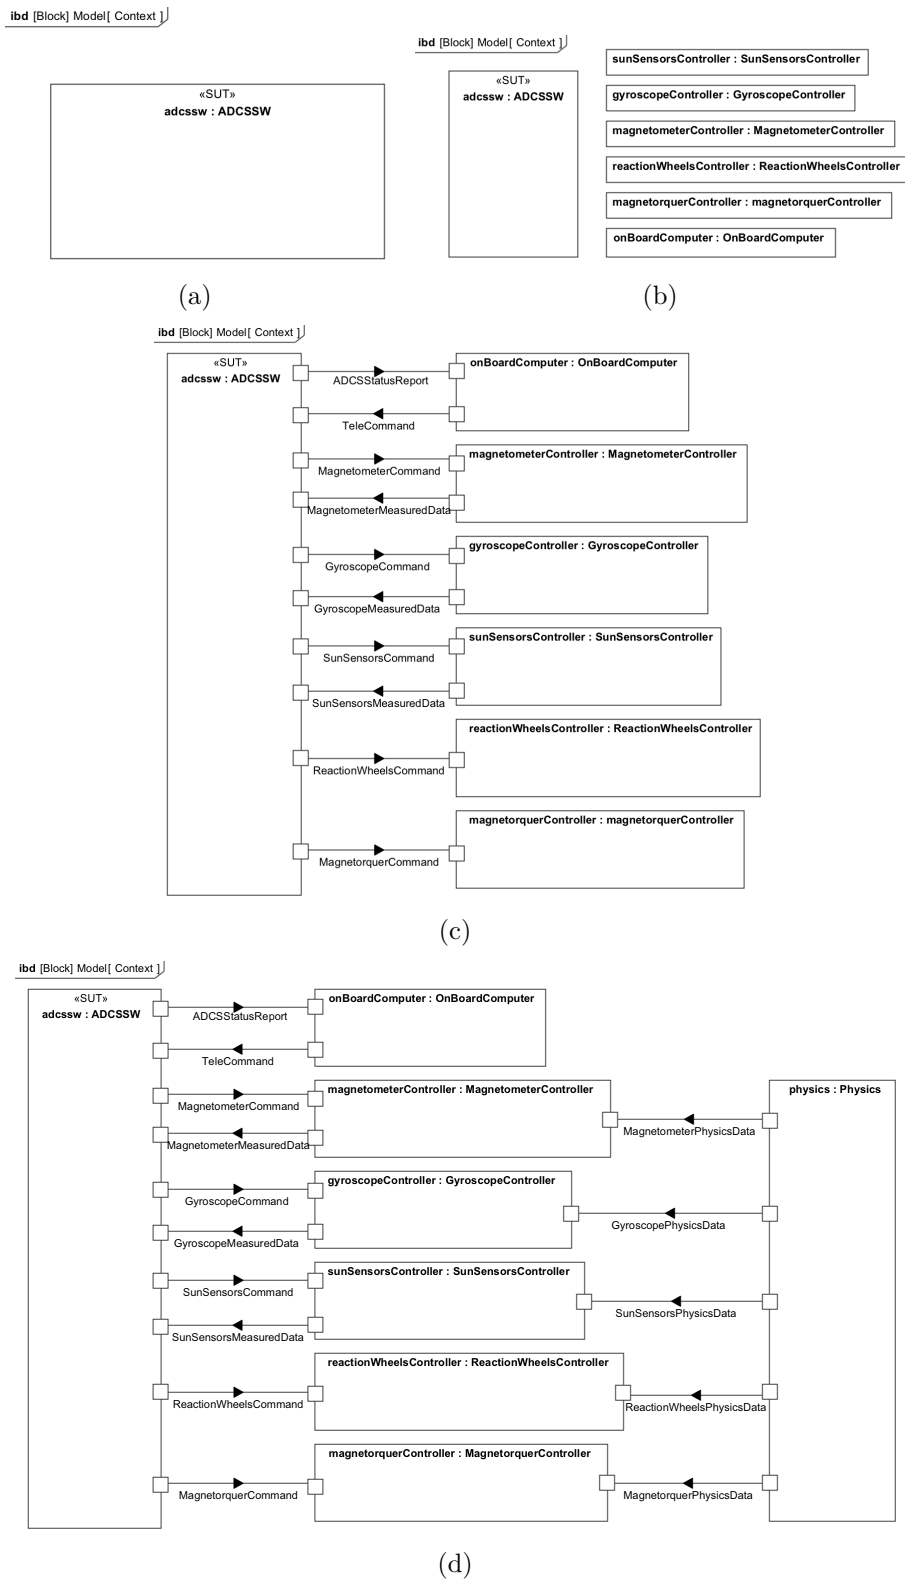 ibd [Block] Model[ Context ]
«SUT»
adcssw : ADCSSW
(a)
ibd [Block] Model[ Context ]
«SUT»
adcssw : ADCSSW
sunSensorsController : SunSensorsController
gyroscopeController : GyroscopeController
magnetometerController : MagnetometerController
reactionWheelsController : ReactionWheelsController
magnetorquerController : magnetorquerController
onBoardComputer : OnBoardComputer
(b)
ibd [Block] Model[ Context ]
«SUT»
adcssw : ADCSSW
onBoardComputer : OnBoardComputer
ADCSStatusReport
TeleCommand
magnetometerController : MagnetometerController
MagnetometerCommand
MagnetometerMeasuredData
gyroscopeController : GyroscopeController
GyroscopeCommand
GyroscopeMeasuredData
sunSensorsController : SunSensorsController
SunSensorsCommand
SunSensorsMeasuredData
reactionWheelsController : ReactionWheelsController
ReactionWheelsCommand
magnetorquerController : magnetorquerController
MagnetorquerCommand
(c)
ibd [Block] Model[ Context ]
«SUT»
adcssw : ADCSSW
onBoardComputer : OnBoardComputer
ADCSStatusReport
TeleCommand
magnetometerController : MagnetometerController
physics : Physics
MagnetometerCommand
MagnetometerPhysicsData
MagnetometerMeasuredData
gyroscopeController : GyroscopeController
GyroscopeCommand
GyroscopePhysicsData
GyroscopeMeasuredData
sunSensorsController : SunSensorsController
SunSensorsCommand
SunSensorsPhysicsData
SunSensorsMeasuredData
reactionWheelsController : ReactionWheelsController
ReactionWheelsCommand
ReactionWheelsPhysicsData
magnetorquerController : MagnetorquerController
MagnetorquerCommand
MagnetorquerPhysicsData
(d)